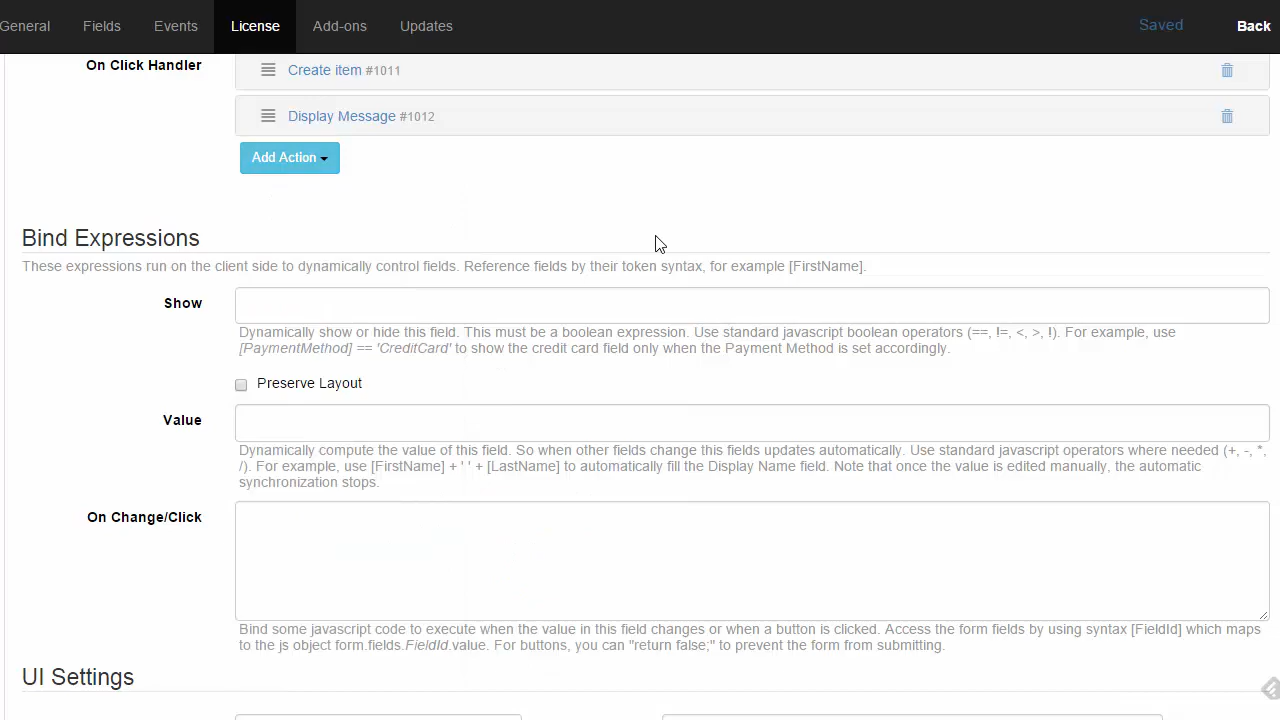 General Fields Events License Add-ons Updates Saved Back
On Click Handler
Create item #1011
Display Message #1012
Add Action
Bind Expressions
These expressions run on the client side to dynamically control fields. Reference fields by their token syntax, for example [FirstName].
Show
Dynamically show or hide this field. This must be a boolean expression. Use standard javascript boolean operators (==, !=, <, >, !). For example, use
[PaymentMethod] == 'CreditCard' to show the credit card field only when the Payment Method is set accordingly.
Preserve Layout
Value
Dynamically compute the value of this field. So when other fields change this fields updates automatically. Use standard javascript operators where needed (+, -, *,
/). For example, use [FirstName] + ' ' + [LastName] to automatically fill the Display Name field. Note that once the value is edited manually, the automatic
synchronization stops.
On Change/Click
Bind some javascript code to execute when the value in this field changes or when a button is clicked. Access the form fields by using syntax [FieldId] which maps
to the js object form.fields.FieldId.value. For buttons, you can "return false;" to prevent the form from submitting.
UI Settings